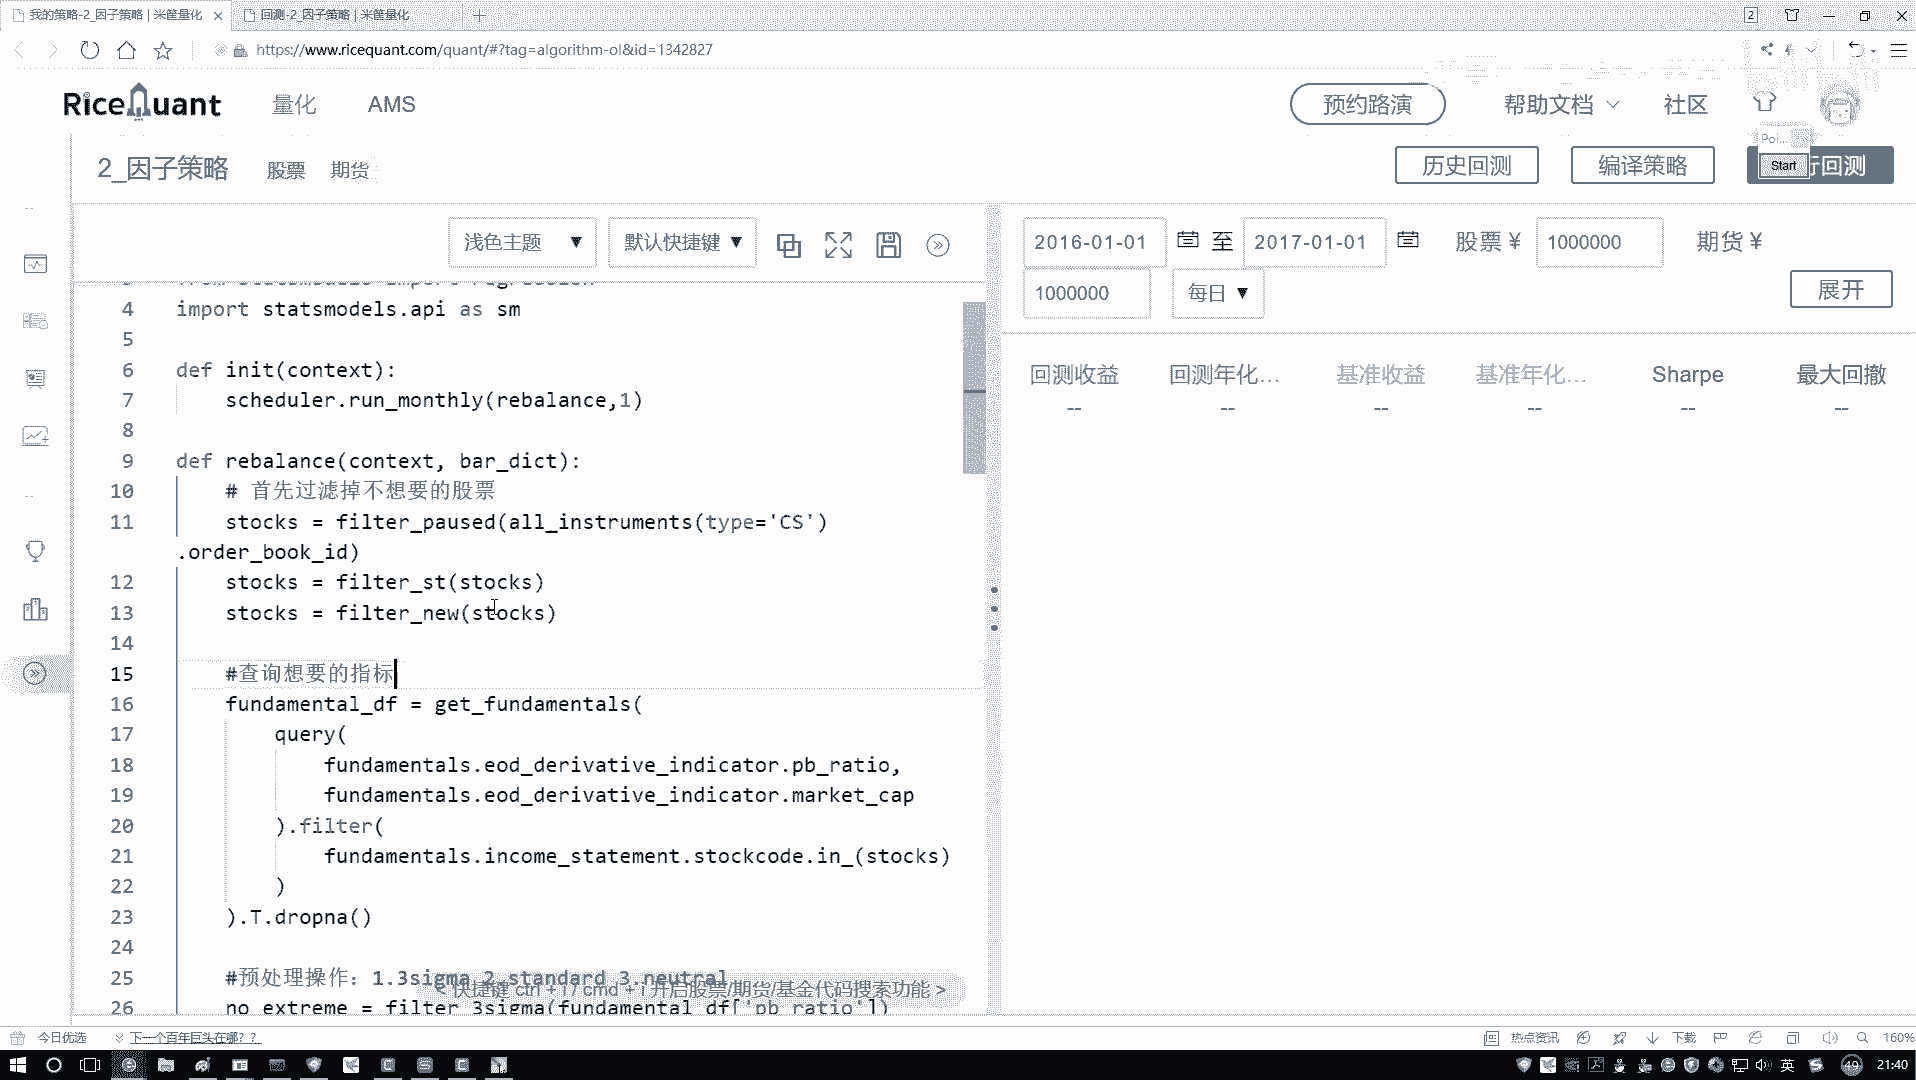 我的策略-2_因子策略 | 米筐量化
回测-2_因子策略 | 米筐量化
2
https://www.ricequant.com/quant/#?tag=algorithm-ol&id=1342827
RiceQuant 量化 AMS 预约路演 帮助文档 社区
Poi...
2_因子策略 股票 期货 历史回测 编译策略 Start 行回测
浅色主题 ▼ 默认快捷键 ▼
2016-01-01 至 2017-01-01 股票 ¥ 1000000 期货 ¥
1000000 每日 ▼ 展开
回测收益 回测年化... 基准收益 基准年化... Sharpe 最大回撤
-- -- -- -- -- --
3 from statsmodels import regression
4 import statsmodels.api as sm
5
6 def init(context):
7 scheduler.run_monthly(rebalance,1)
8
9 def rebalance(context, bar_dict):
10 # 首先过滤掉不想要的股票
11 stocks = filter_paused(all_instruments(type='CS')
.order_book_id)
12 stocks = filter_st(stocks)
13 stocks = filter_new(stocks)
14
15 #查询想要的指标
16 fundamental_df = get_fundamentals(
17 query(
18 fundamentals.eod_derivative_indicator.pb_ratio,
19 fundamentals.eod_derivative_indicator.market_cap
20 ).filter(
21 fundamentals.income_statement.stockcode.in_(stocks)
22 )
23 ).T.dropna()
24
25 #预处理操作：1.3sigma 2.standard 3.neutral
< 快捷键 ctrl + i / cmd + i 开启股票/期货/基金代码搜索功能 >
26 no_extreme = filter_3sigma(fundamental_df['pb_ratio'])
今日优选 下一个百年巨头在哪？？ 热点资讯 下载 160%
英 49 21:40